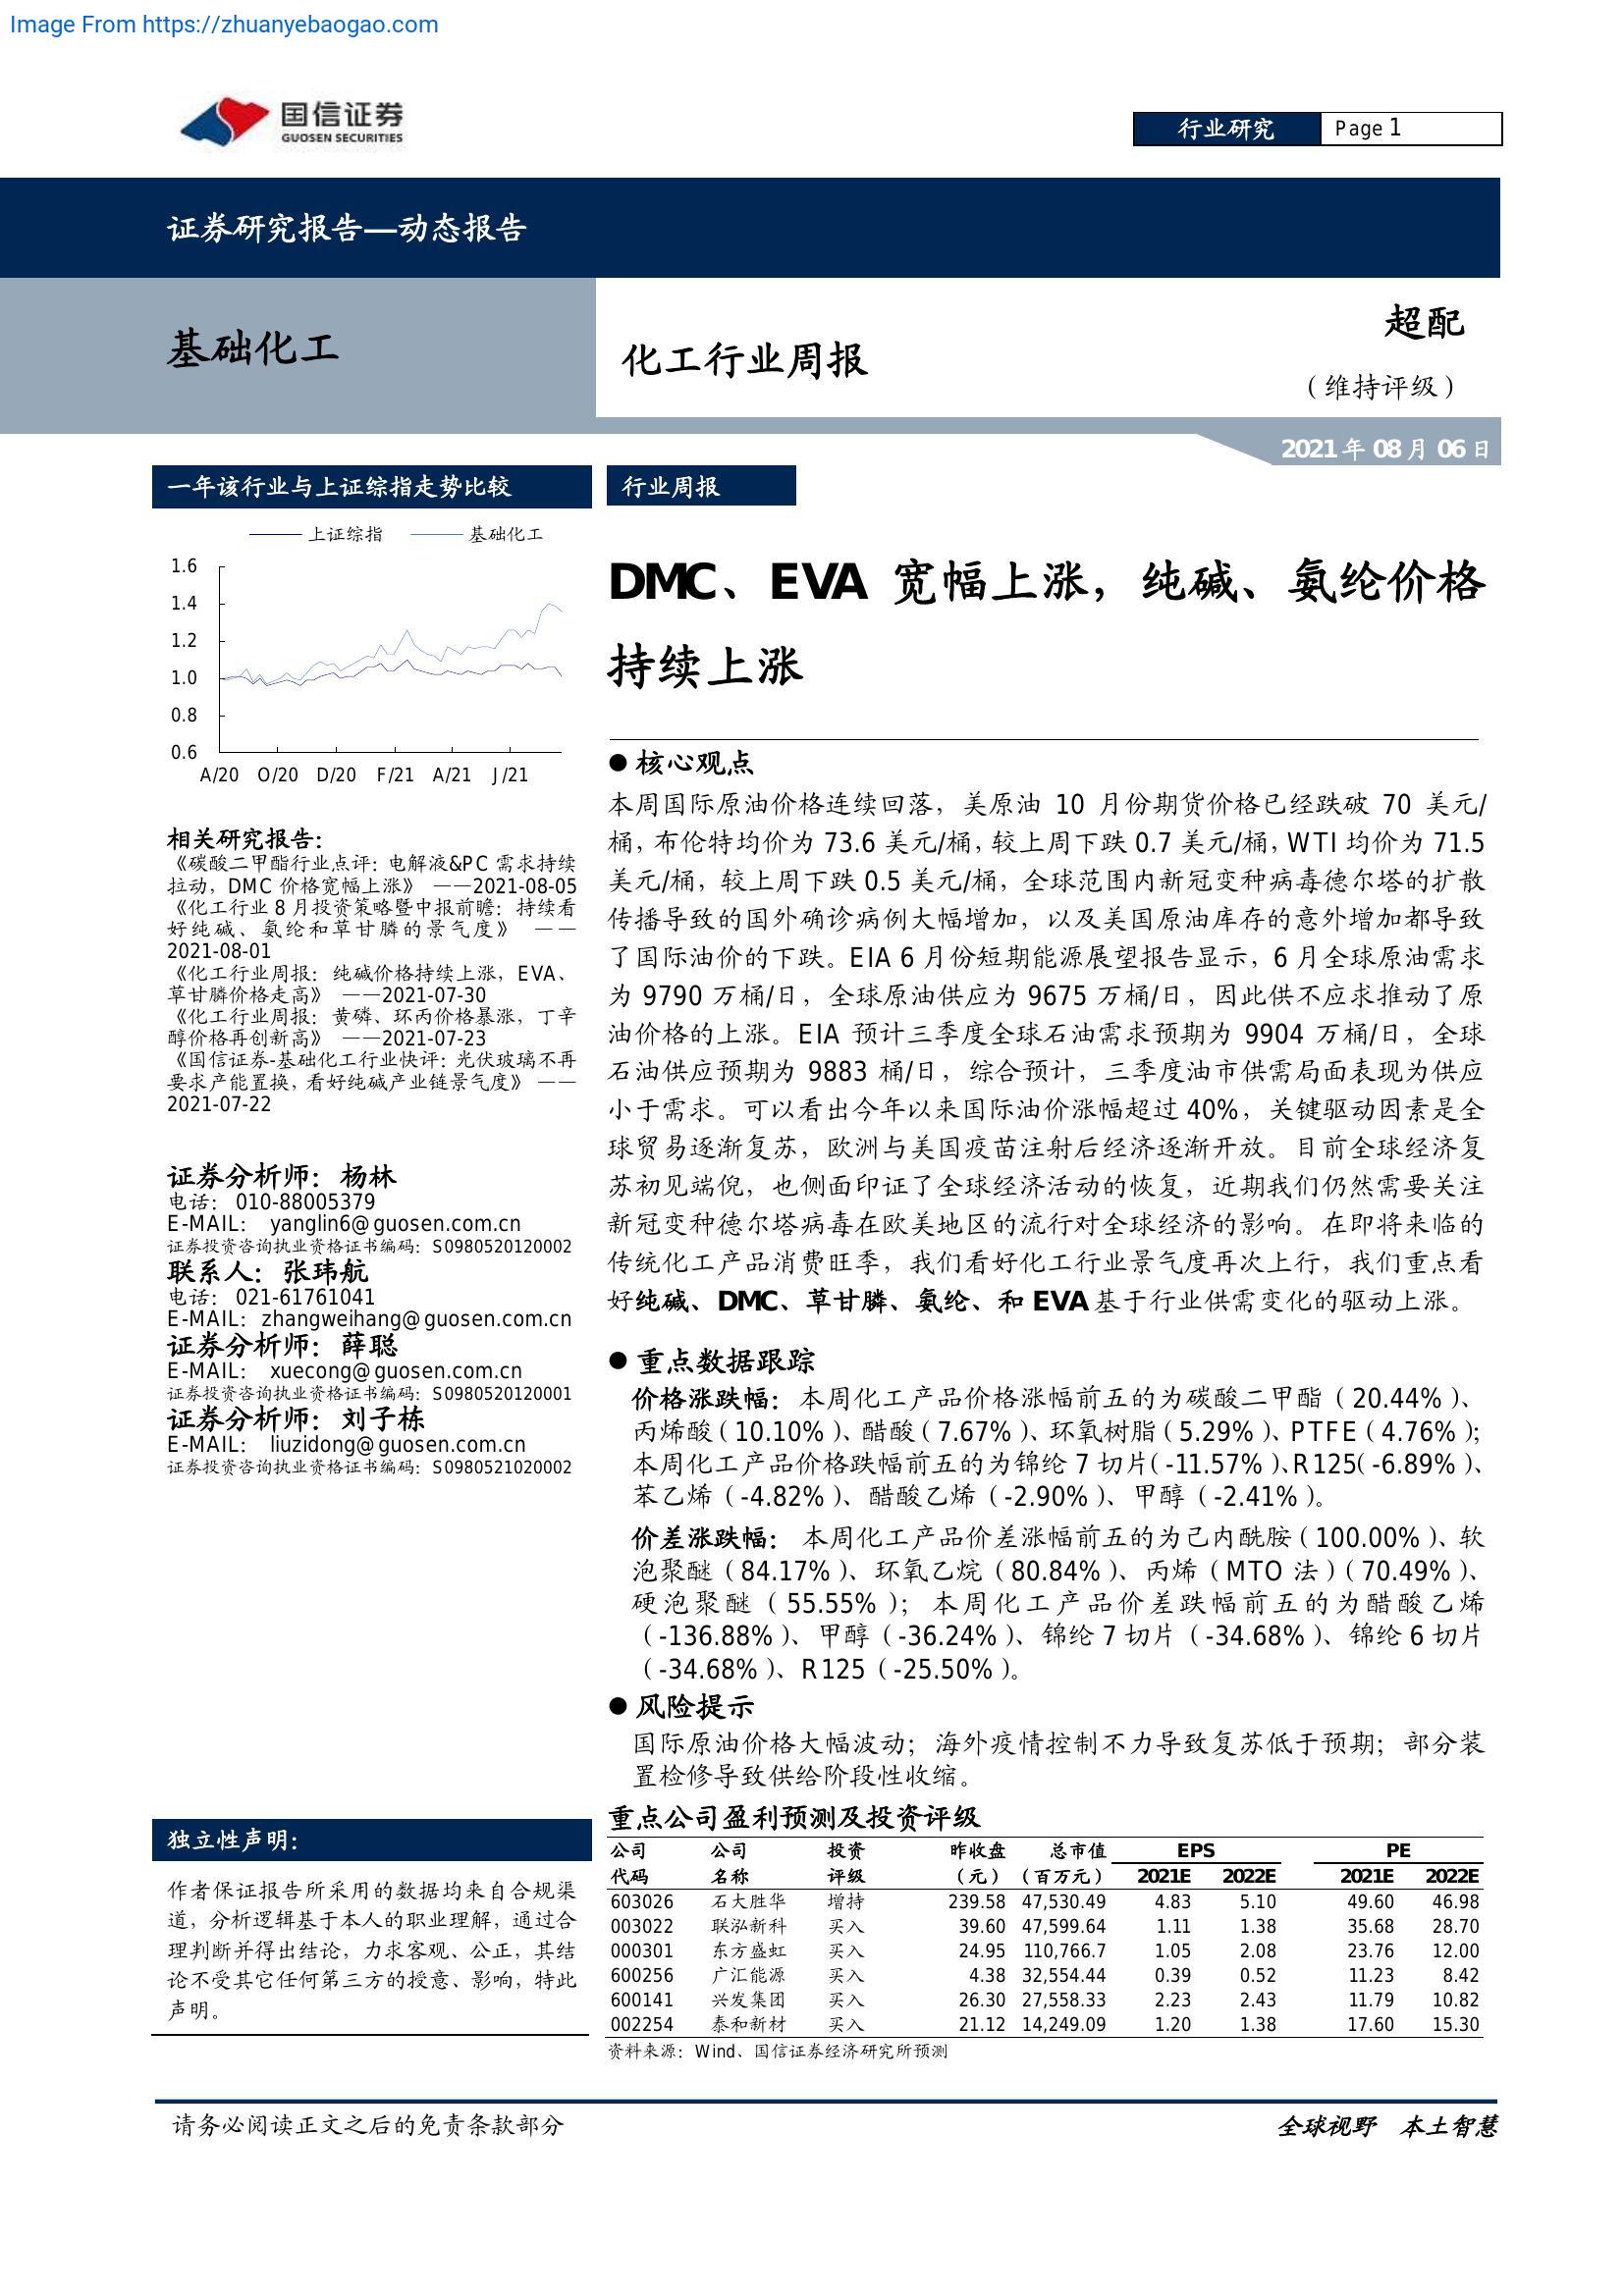 Image From https://zhuanyebaogao.com
国信证券
GUOSEN SECURITIES
行业研究
Page 1
证券研究报告—动态报告
基础化工
化工行业周报
超配
（维持评级）
2021 年 08 月 06 日
一年该行业与上证综指走势比较
上证综指 基础化工
1.6
1.4
1.2
1.0
0.8
0.6
A/20 O/20 D/20 F/21 A/21 J/21
相关研究报告：
《碳酸二甲酯行业点评：电解液&PC 需求持续
拉动，DMC 价格宽幅上涨》 ——2021-08-05
《化工行业 8 月投资策略暨中报前瞻：持续看
好纯碱、氨纶和草甘膦的景气度》 ——
2021-08-01
《化工行业周报：纯碱价格持续上涨，EVA、
草甘膦价格走高》 ——2021-07-30
《化工行业周报：黄磷、环丙价格暴涨，丁辛
醇价格再创新高》 ——2021-07-23
《国信证券-基础化工行业快评：光伏玻璃不再
要求产能置换，看好纯碱产业链景气度》 ——
2021-07-22
证券分析师：杨林
电话： 010-88005379
E-MAIL： yanglin6@guosen.com.cn
证券投资咨询执业资格证书编码：S0980520120002
联系人：张玮航
电话： 021-61761041
E-MAIL：zhangweihang@guosen.com.cn
证券分析师：薛聪
E-MAIL： xuecong@guosen.com.cn
证券投资咨询执业资格证书编码：S0980520120001
证券分析师：刘子栋
E-MAIL： liuzidong@guosen.com.cn
证券投资咨询执业资格证书编码：S0980521020002
独立性声明：
作者保证报告所采用的数据均来自合规渠
道，分析逻辑基于本人的职业理解，通过合
理判断并得出结论，力求客观、公正，其结
论不受其它任何第三方的授意、影响，特此
声明。
行业周报
DMC、EVA 宽幅上涨，纯碱、氨纶价格
持续上涨
● 核心观点
本周国际原油价格连续回落，美原油 10 月份期货价格已经跌破 70 美元/
桶，布伦特均价为 73.6 美元/桶，较上周下跌 0.7 美元/桶，WTI 均价为 71.5
美元/桶，较上周下跌 0.5 美元/桶，全球范围内新冠变种病毒德尔塔的扩散
传播导致的国外确诊病例大幅增加，以及美国原油库存的意外增加都导致
了国际油价的下跌。EIA 6 月份短期能源展望报告显示，6 月全球原油需求
为 9790 万桶/日，全球原油供应为 9675 万桶/日，因此供不应求推动了原
油价格的上涨。EIA 预计三季度全球石油需求预期为 9904 万桶/日，全球
石油供应预期为 9883 桶/日，综合预计，三季度油市供需局面表现为供应
小于需求。可以看出今年以来国际油价涨幅超过 40%，关键驱动因素是全
球贸易逐渐复苏，欧洲与美国疫苗注射后经济逐渐开放。目前全球经济复
苏初见端倪，也侧面印证了全球经济活动的恢复，近期我们仍然需要关注
新冠变种德尔塔病毒在欧美地区的流行对全球经济的影响。在即将来临的
传统化工产品消费旺季，我们看好化工行业景气度再次上行，我们重点看
好纯碱、DMC、草甘膦、氨纶、和 EVA 基于行业供需变化的驱动上涨。
● 重点数据跟踪
价格涨跌幅：本周化工产品价格涨幅前五的为碳酸二甲酯（20.44%）、
丙烯酸（10.10%）、醋酸（7.67%）、环氧树脂（5.29%）、PTFE（4.76%）；
本周化工产品价格跌幅前五的为锦纶 7 切片（-11.57%）、R125（-6.89%）、
苯乙烯（-4.82%）、醋酸乙烯（-2.90%）、甲醇（-2.41%）。
价差涨跌幅： 本周化工产品价差涨幅前五的为己内酰胺（100.00%）、软
泡聚醚（84.17%）、环氧乙烷（80.84%）、丙烯（MTO 法）（70.49%）、
硬泡聚醚（55.55%）；本周化工产品价差跌幅前五的为醋酸乙烯
（-136.88%）、甲醇（-36.24%）、锦纶 7 切片（-34.68%）、锦纶 6 切片
（-34.68%）、R125（-25.50%）。
● 风险提示
国际原油价格大幅波动；海外疫情控制不力导致复苏低于预期；部分装
置检修导致供给阶段性收缩。
重点公司盈利预测及投资评级
公司 公司 投资 昨收盘 总市值 EPS PE
代码 名称 评级 （元） （百万元） 2021E 2022E 2021E 2022E
603026 石大胜华 增持 239.58 47,530.49 4.83 5.10 49.60 46.98
003022 联泓新科 买入 39.60 47,599.64 1.11 1.38 35.68 28.70
000301 东方盛虹 买入 24.95 110,766.7 1.05 2.08 23.76 12.00
600256 广汇能源 买入 4.38 32,554.44 0.39 0.52 11.23 8.42
600141 兴发集团 买入 26.30 27,558.33 2.23 2.43 11.79 10.82
002254 泰和新材 买入 21.12 14,249.09 1.20 1.38 17.60 15.30
资料来源：Wind、国信证券经济研究所预测
请务必阅读正文之后的免责条款部分
全球视野 本土智慧